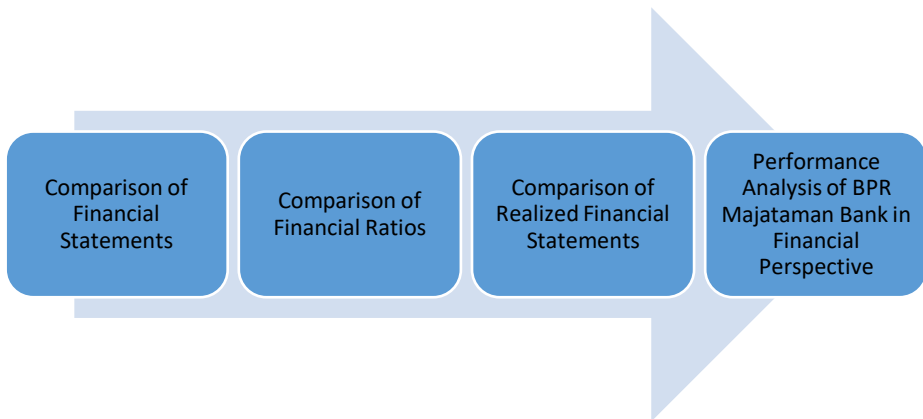 Comparison of
Financial
Statements
Comparison of
Financial Ratios
Comparison of
Realized Financial
Statements
Performance
Analysis of BPR
Majataman Bank in
Financial
Perspective